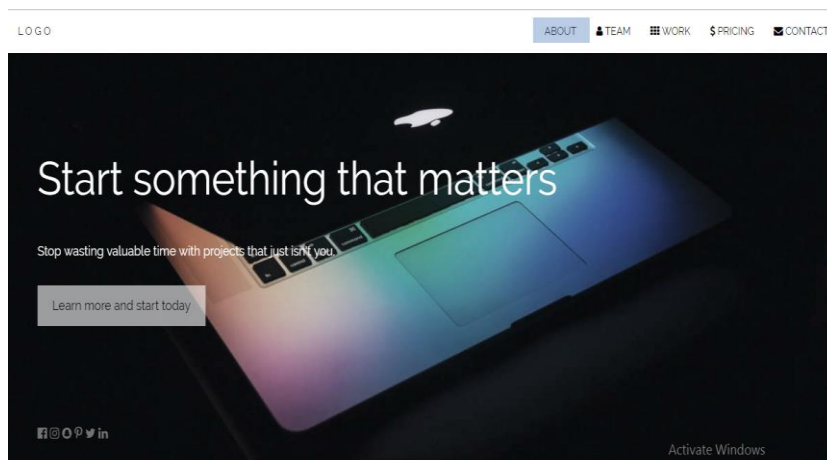 LOGO
ABOUT TEAM WORK $ PRICING CONTACT
Start something that matters
Stop wasting valuable time with projects that just isn't you.
Learn more and start today
Activate Windows